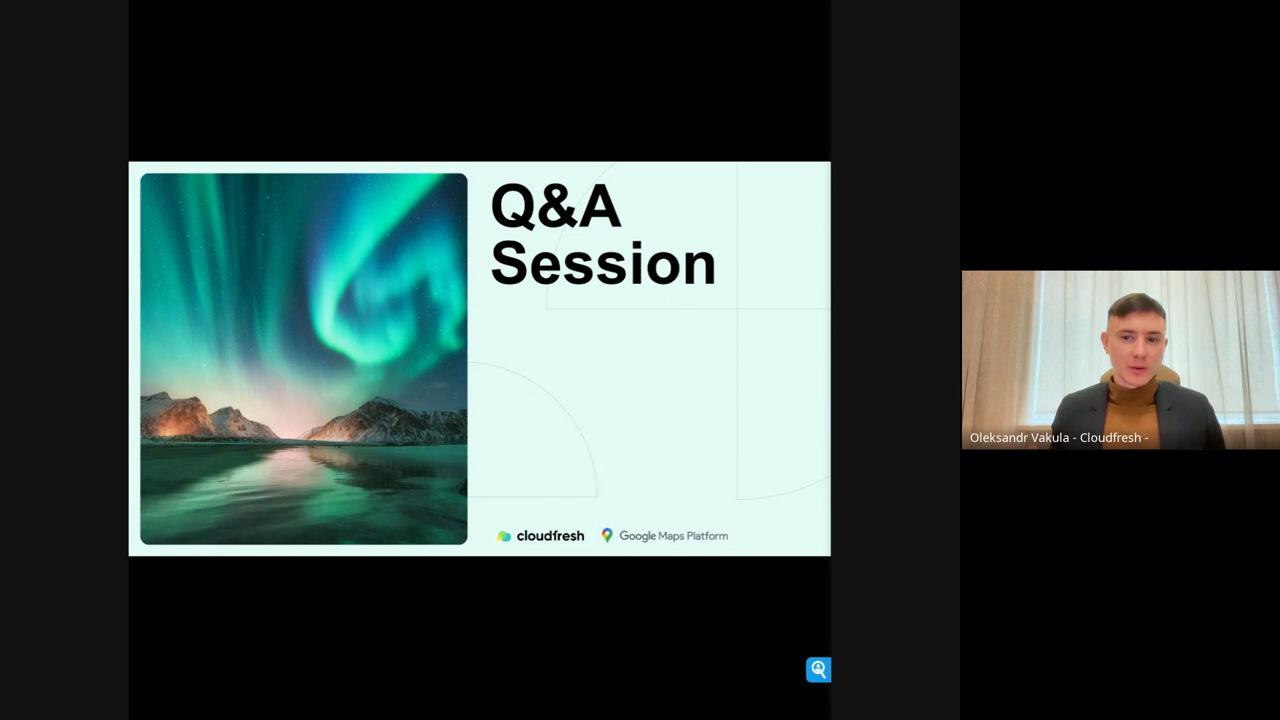 Q&A
Session
cloudfresh
Google Maps Platform
Oleksandr Vakula - Cloudfresh -